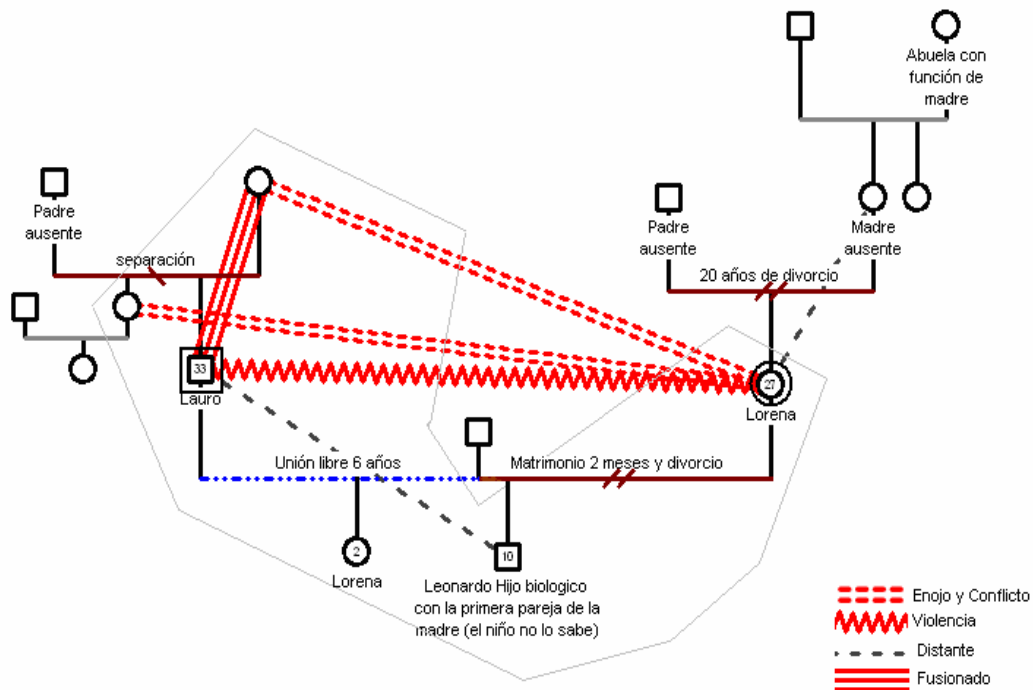 Abuela con
función de
madre
Padre
ausente
separación
Padre
ausente
Madre
ausente
20 años de divorcio
33
Lauro
27
Lorena
Unión libre 6 años
Matrimonio 2 meses y divorcio
2
Lorena
10
Leonardo Hijo biologico
con la primera pareja de la
madre (el niño no lo sabe)
Enojo y Conflicto
Violencia
Distante
Fusionado